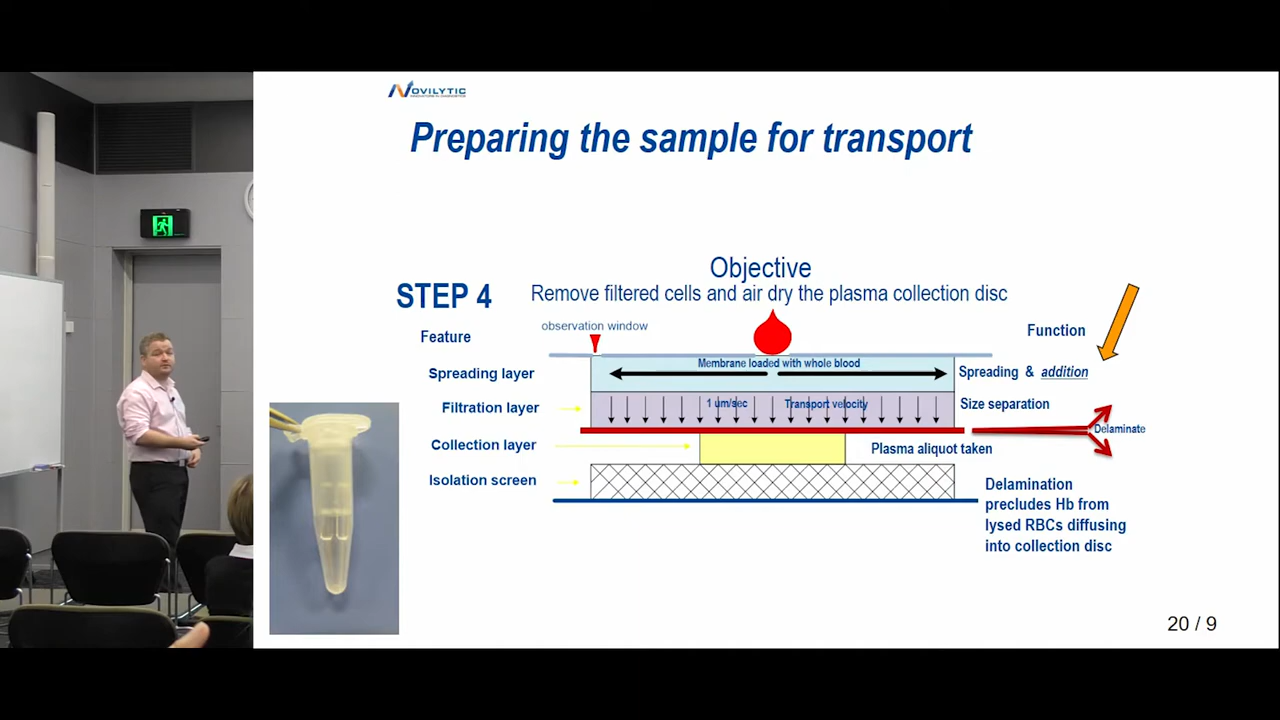 NOVILYTIC
Preparing the sample for transport
Objective
STEP 4
Remove filtered cells and air dry the plasma collection disc
Feature
observation window
Function
Spreading layer
Membrane loaded with whole blood
Spreading & addition
Filtration layer
1 um/sec
Transport velocity
Size separation
Delaminate
Collection layer
Plasma aliquot taken
Isolation screen
Delamination
precludes Hb from
lysed RBCs diffusing
into collection disc
20 / 9